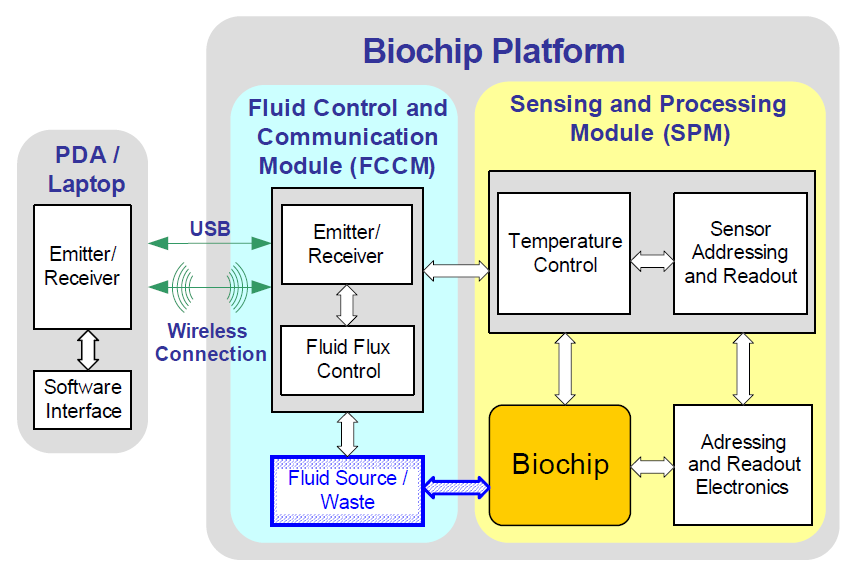 Biochip Platform
PDA /
Laptop
Emitter/
Receiver
Software
Interface
USB
Wireless
Connection
Fluid Control and
Communication
Module (FCCM)
Emitter/
Receiver
Fluid Flux
Control
Fluid Source /
Waste
Sensing and Processing
Module (SPM)
Temperature
Control
Sensor
Addressing
and Readout
Biochip
Adressing
and Readout
Electronics